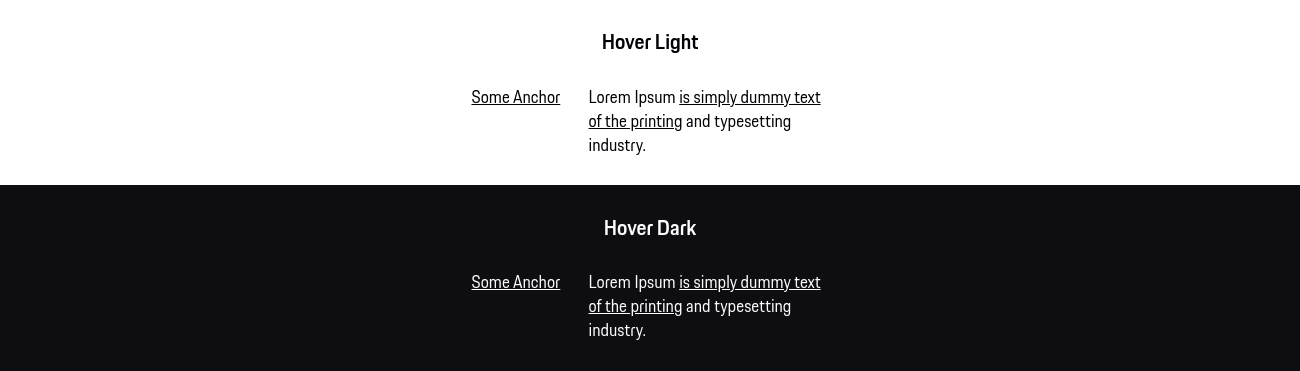 Hover Light
Some Anchor
Lorem Ipsum is simply dummy text
of the printing and typesetting
industry.
Hover Dark
Some Anchor
Lorem Ipsum is simply dummy text
of the printing and typesetting
industry.